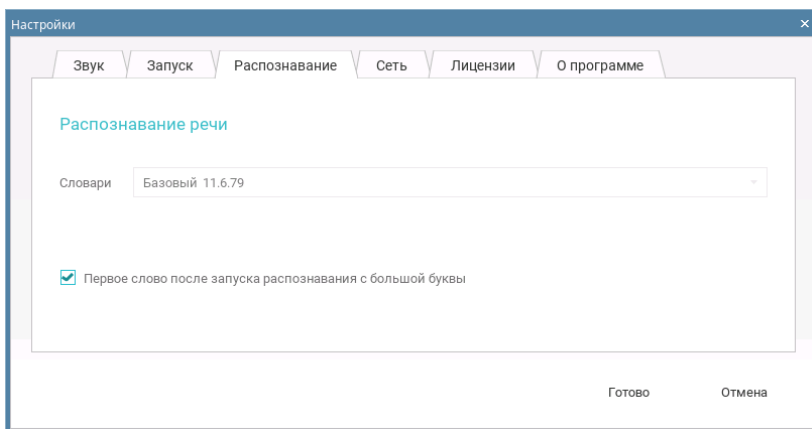 Настройки
Звук Запуск Распознавание Сеть Лицензии О программе
Распознавание речи
Словари Базовый 11.6.79
Первое слово после запуска распознавания с большой буквы
Готово Отмена